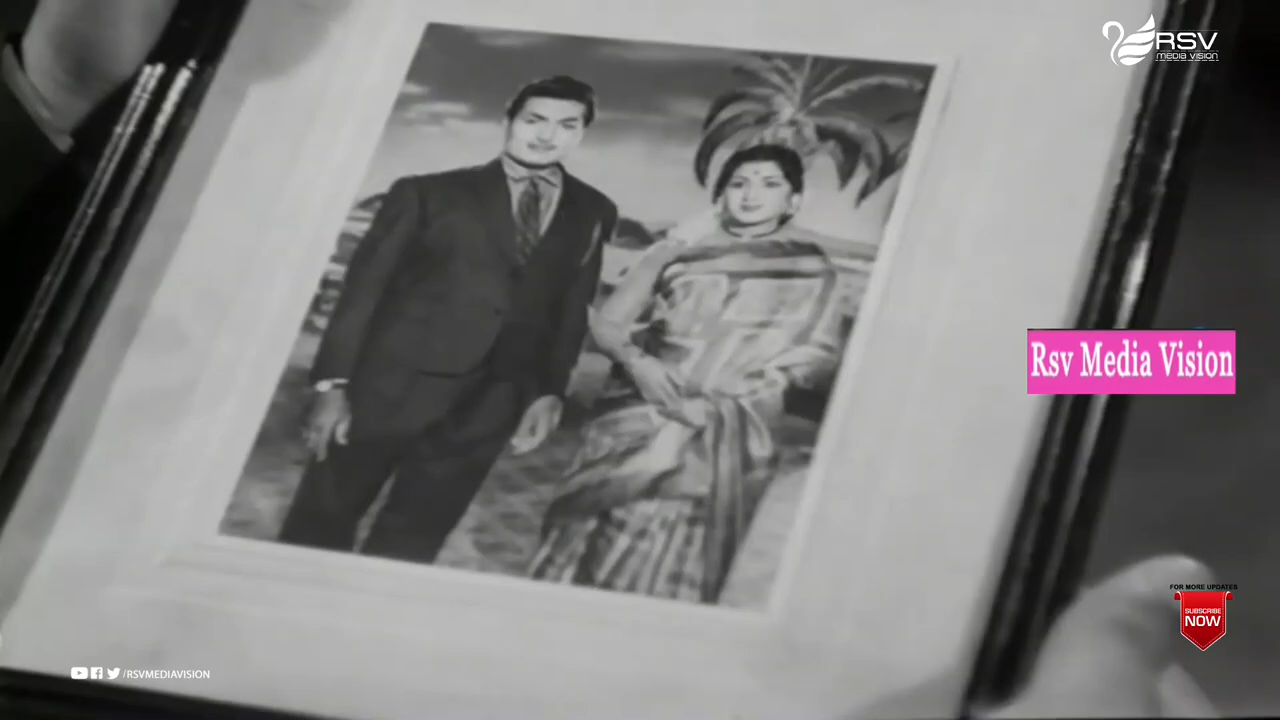 RSV
MEDIA VISION
Rsv Media Vision
FOR MORE UPDATES
SUBSCRIBE
NOW
/RSVMEDIAVISION